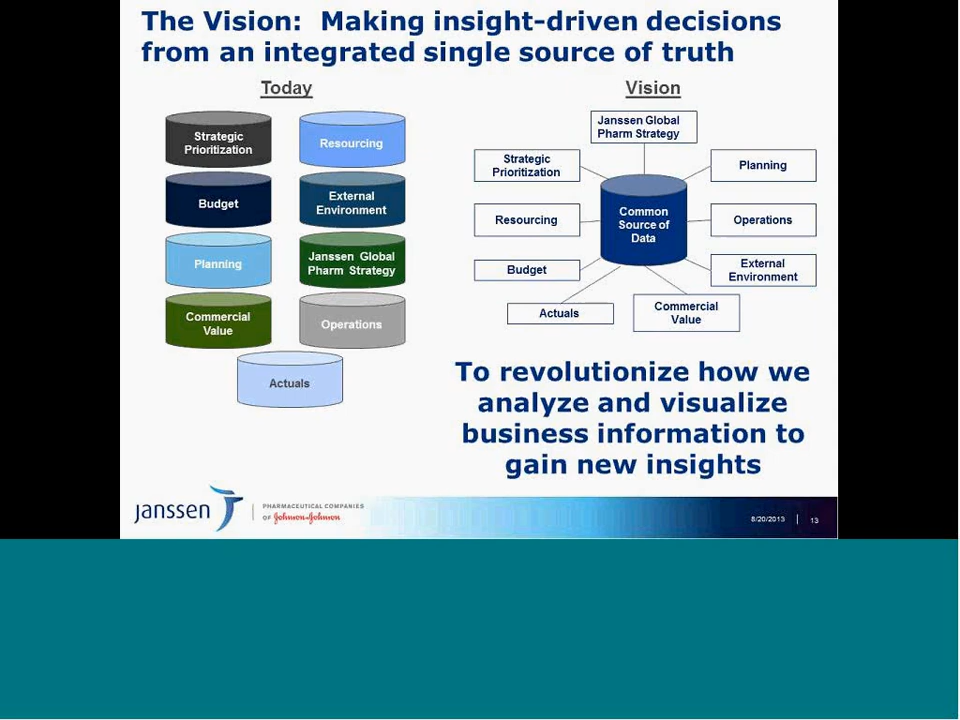 The Vision:  Making insight-driven decisions
from an integrated single source of truth
Today
Strategic
Prioritization
Resourcing
Budget
External
Environment
Planning
Janssen Global
Pharm Strategy
Commercial
Value
Operations
Actuals
Vision
Janssen Global
Pharm Strategy
Strategic
Prioritization
Planning
Resourcing
Common
Source of
Data
Operations
Budget
External
Environment
Actuals
Commercial
Value
To revolutionize how we
analyze and visualize
business information to
gain new insights
janssen
PHARMACEUTICAL COMPANIES
OF Johnson & Johnson
8/20/2013
13